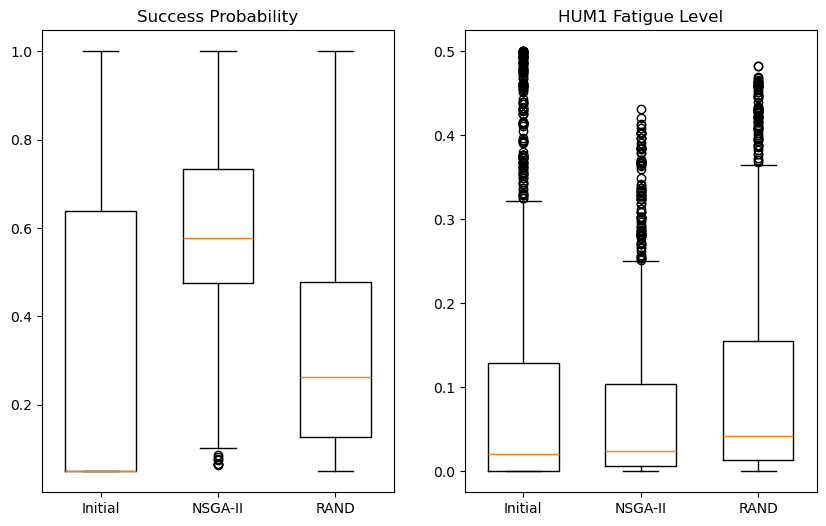 Success Probability
1.0
0.8
0.6
0.4
0.2
Initial
NSGA-II
RAND
HUM1 Fatigue Level
0.5
0.4
0.3
0.2
0.1
0.0
Initial
NSGA-II
RAND